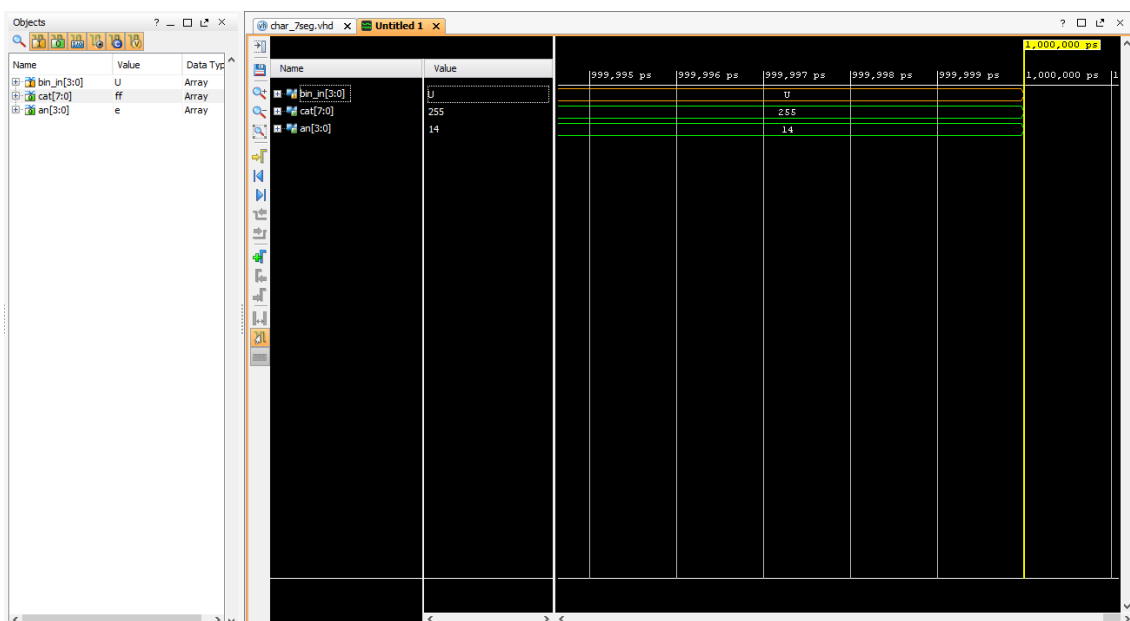 Objects
? _ □ ×
Name Value Data Typ
bin_in[3:0] U Array
cat[7:0] ff Array
an[3:0] e Array
char_7seg.vhd × Untitled 1 ×
? □ ×
Name Value
bin_in[3:0] U
cat[7:0] 255
an[3:0] 14
1,000,000 ps
999,995 ps 999,996 ps 999,997 ps 999,998 ps 999,999 ps 1,000,000 ps 1
U
255
14